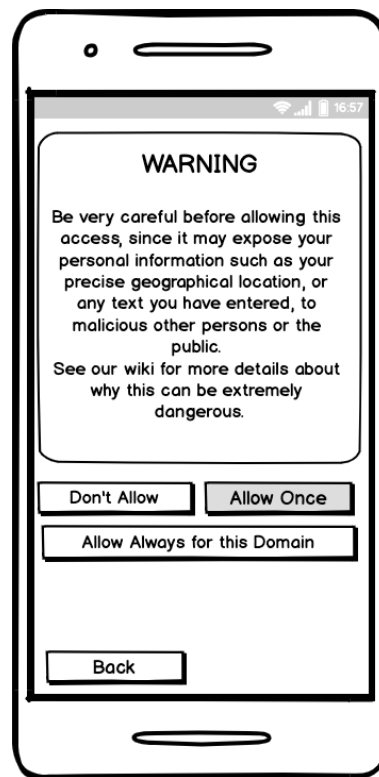 16:57
WARNING
Be very careful before allowing this
access, since it may expose your
personal information such as your
precise geographical location, or
any text you have entered, to
malicious other persons or the
public.
See our wiki for more details about
why this can be extremely
dangerous.
Don't Allow
Allow Once
Allow Always for this Domain
Back